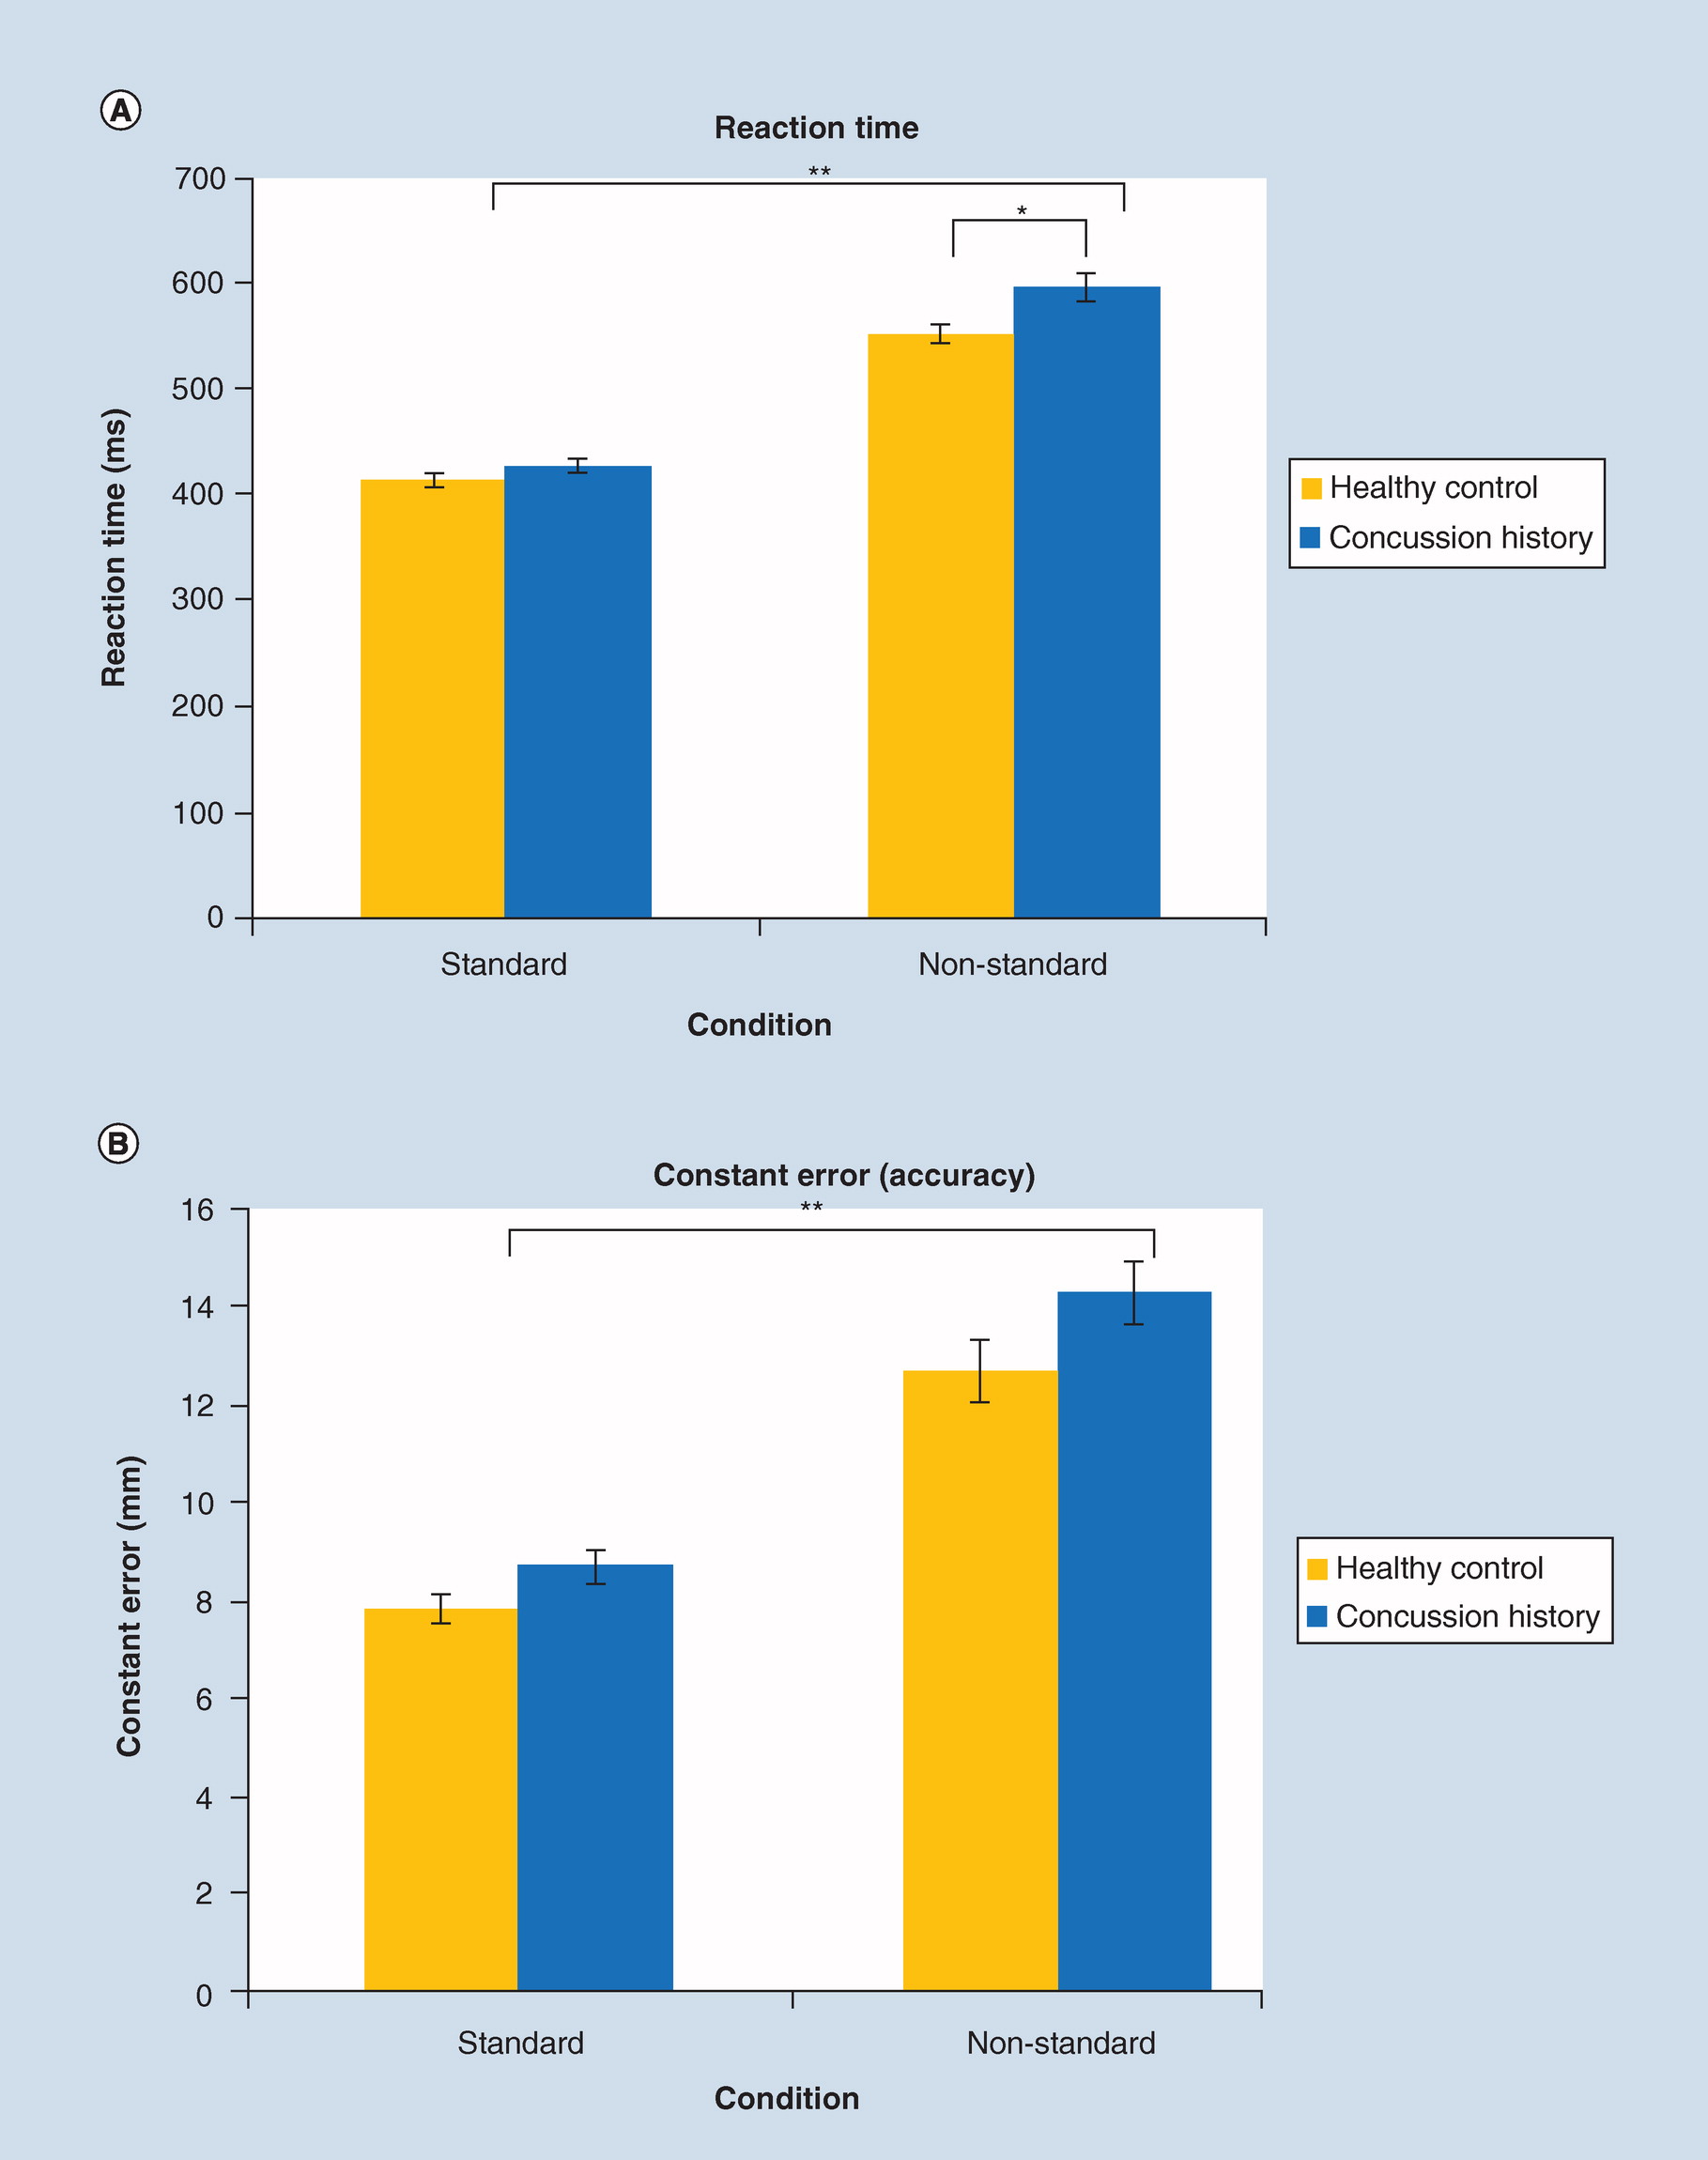 A
Reaction time
**
*
700
600
500
400
300
200
100
0
Reaction time (ms)
Standard
Non-standard
Condition
Healthy control
Concussion history
B
Constant error (accuracy)
**
16
14
12
10
8
6
4
2
0
Constant error (mm)
Standard
Non-standard
Condition
Healthy control
Concussion history